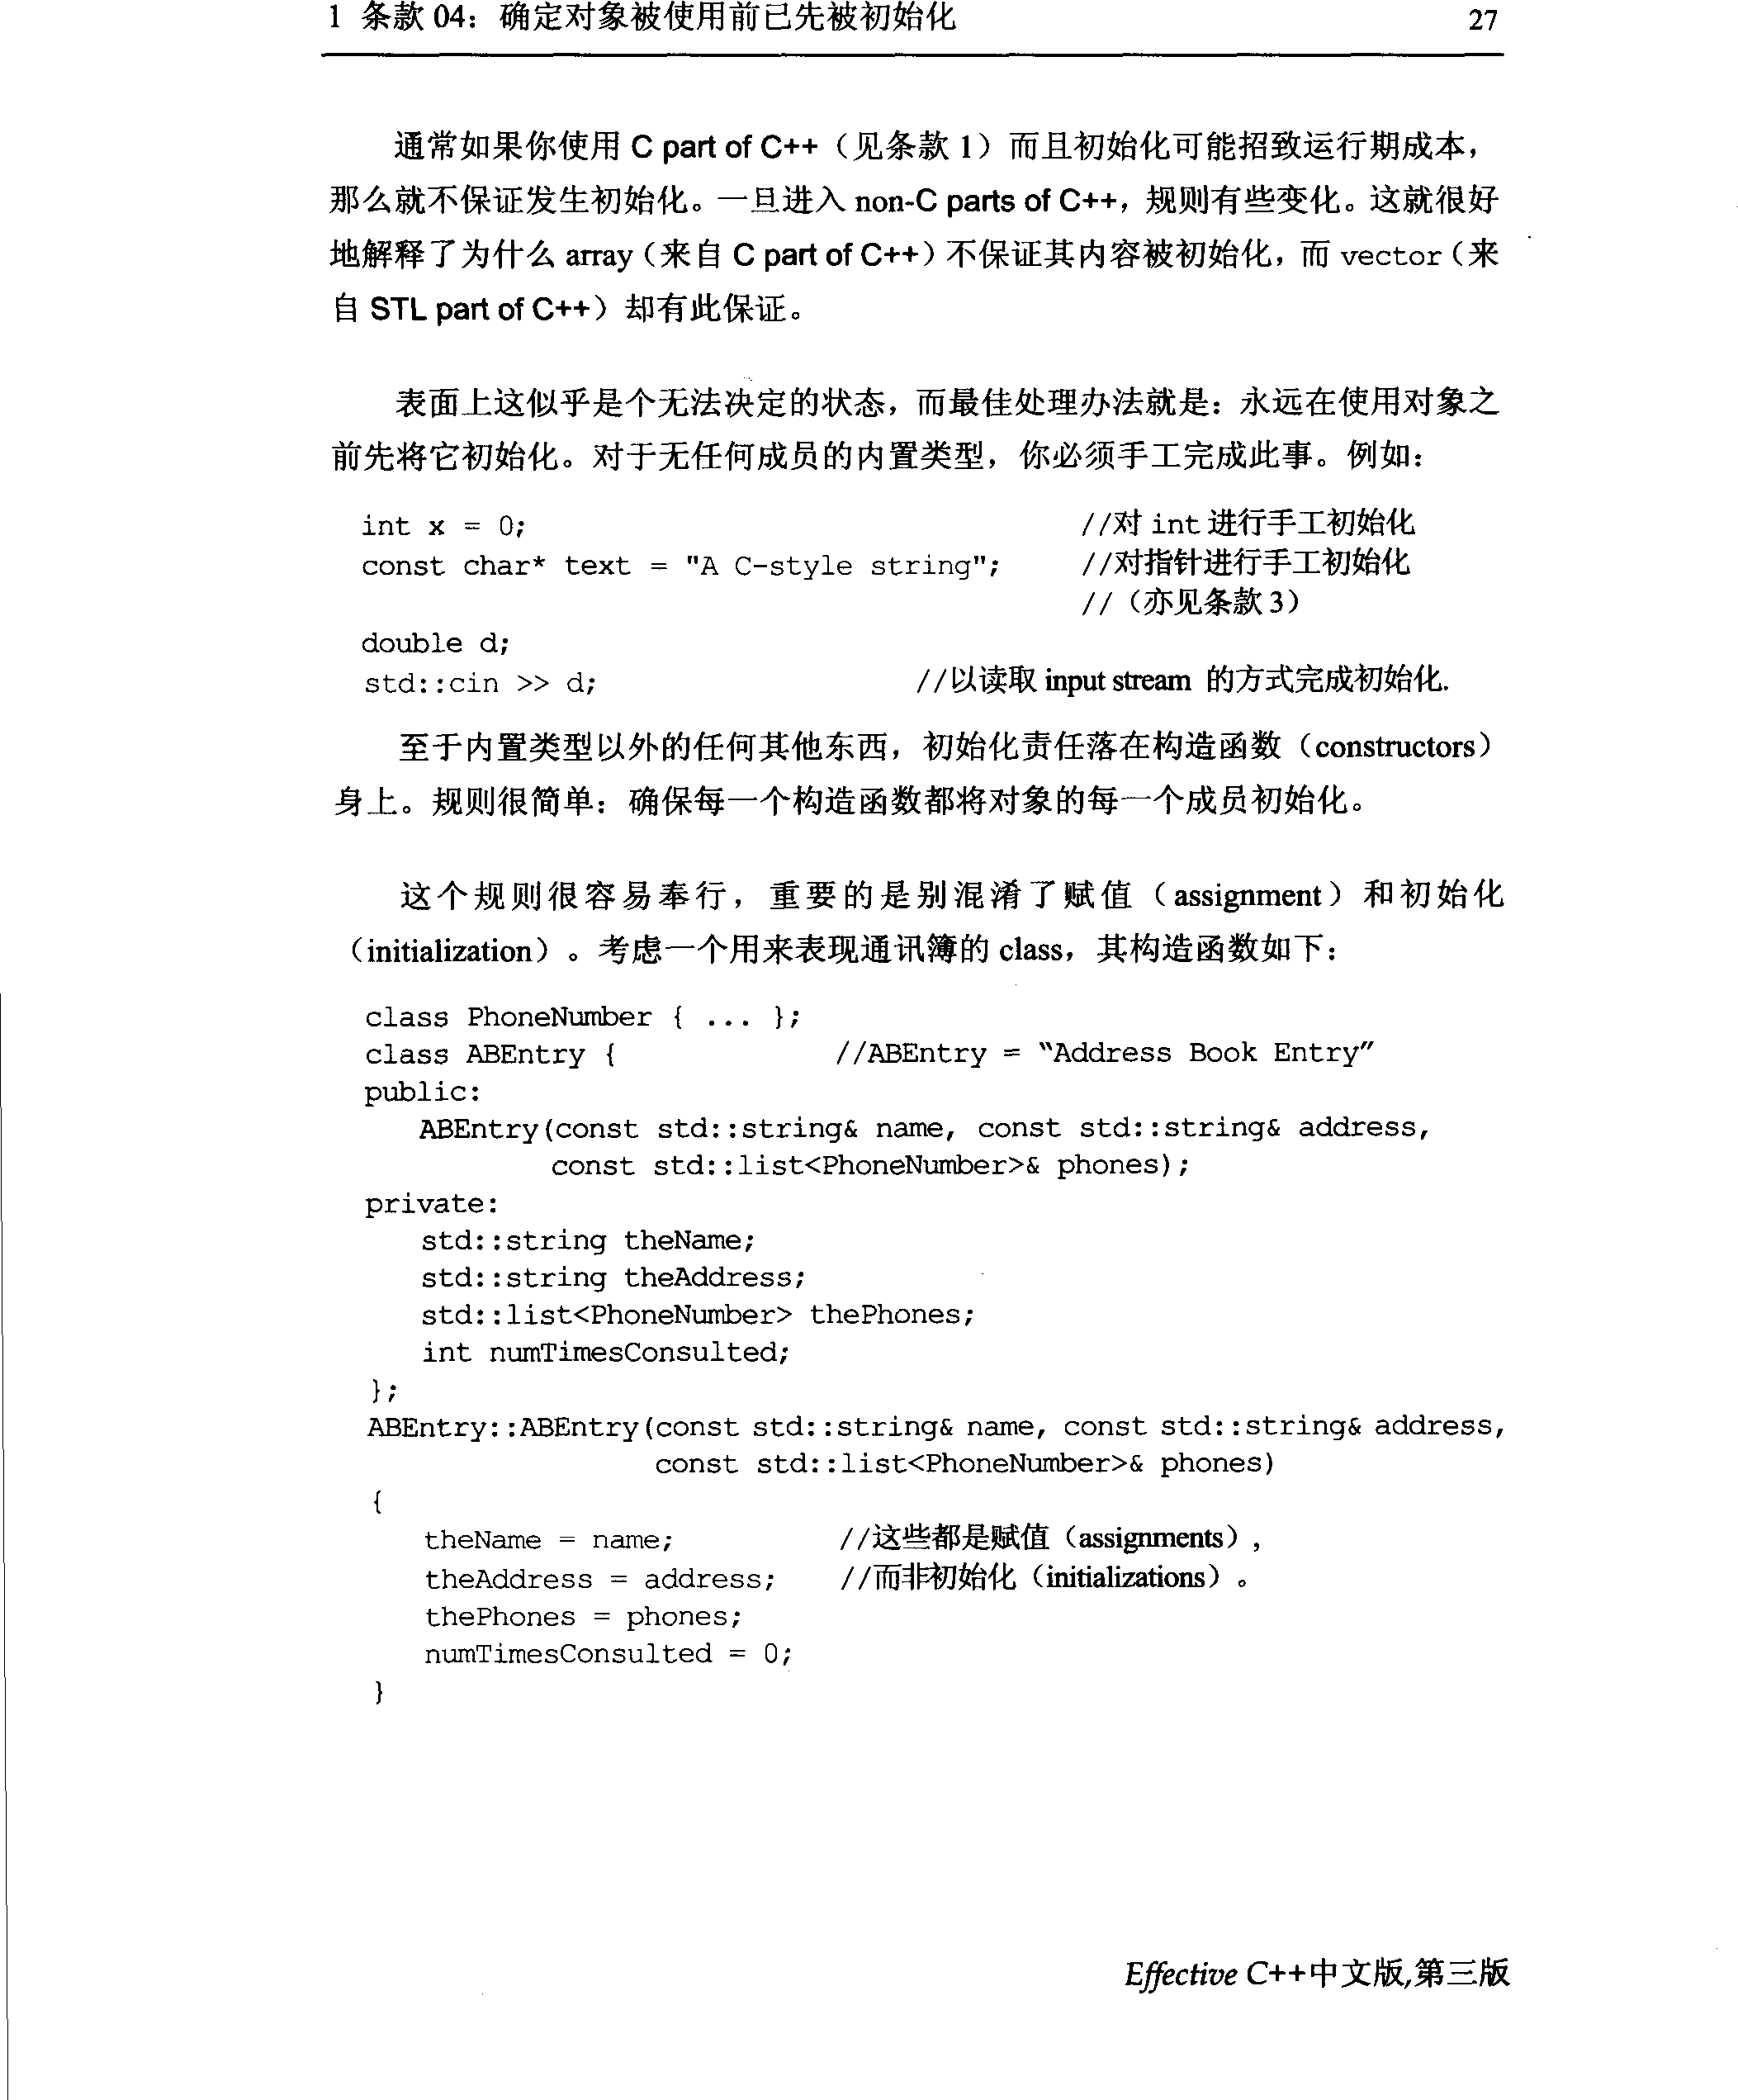 1 条款 04：确定对象被使用前已先被初始化 27
通常如果你使用 C part of C++（见条款 1）而且初始化可能招致运行期成本，
那么就不保证发生初始化。一旦进入 non-C parts of C++，规则有些变化。这就很好
地解释了为什么 array（来自 C part of C++）不保证其内容被初始化，而 vector（来
自 STL part of C++）却有此保证。
表面上这似乎是个无法决定的状态，而最佳处理办法就是：永远在使用对象之
前先将它初始化。对于无任何成员的内置类型，你必须手工完成此事。例如：
int x = 0; //对 int 进行手工初始化
const char* text = "A C-style string"; //对指针进行手工初始化
//（亦见条款 3）
double d;
std::cin >> d; //以读取 input stream 的方式完成初始化.
至于内置类型以外的任何其他东西，初始化责任落在构造函数（constructors）
身上。规则很简单：确保每一个构造函数都将对象的每一个成员初始化。
这个规则很容易奉行，重要的是别混淆了赋值（assignment）和初始化
（initialization）。考虑一个用来表现通讯簿的 class，其构造函数如下：
class PhoneNumber { ... };
class ABEntry { //ABEntry = "Address Book Entry"
public:
ABEntry(const std::string& name, const std::string& address,
const std::list<PhoneNumber>& phones);
private:
std::string theName;
std::string theAddress;
std::list<PhoneNumber> thePhones;
int numTimesConsulted;
};
ABEntry::ABEntry(const std::string& name, const std::string& address,
const std::list<PhoneNumber>& phones)
{
theName = name; //这些都是赋值（assignments），
theAddress = address; //而非初始化（initializations）。
thePhones = phones;
numTimesConsulted = 0;
}
Effective C++中文版,第三版